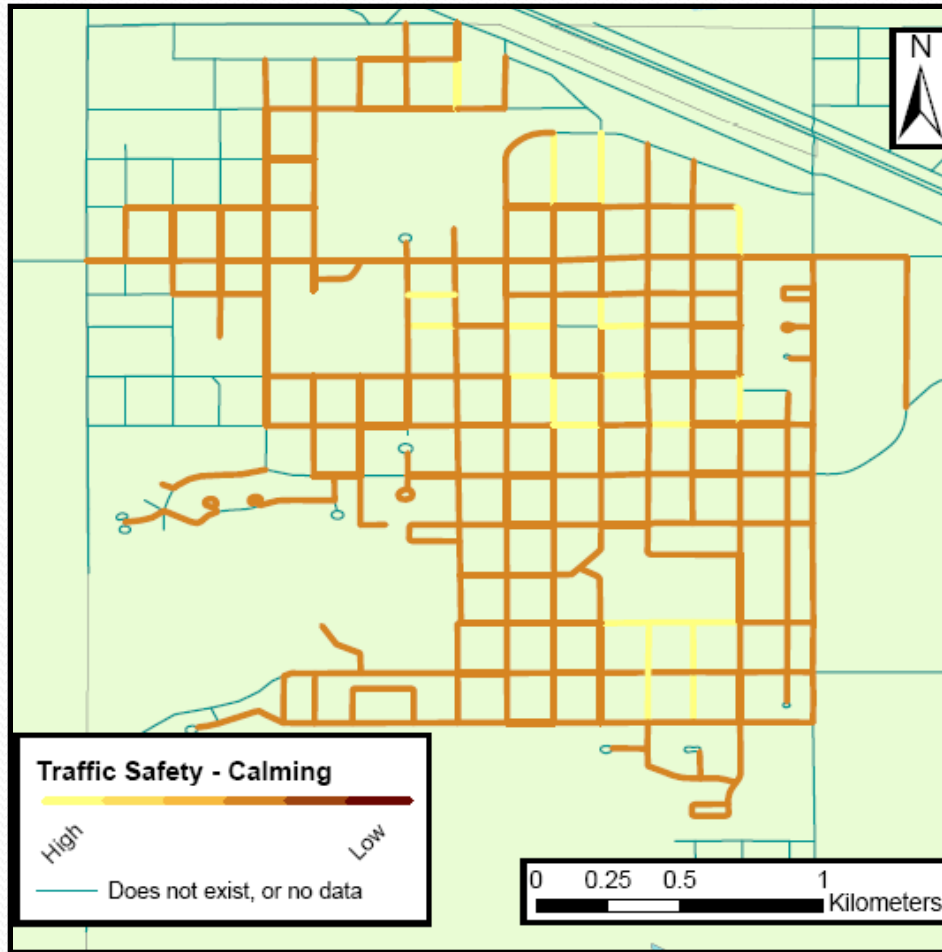 N
Traffic Safety - Calming
High
Low
Does not exist, or no data
0 0.25 0.5 1
Kilometers